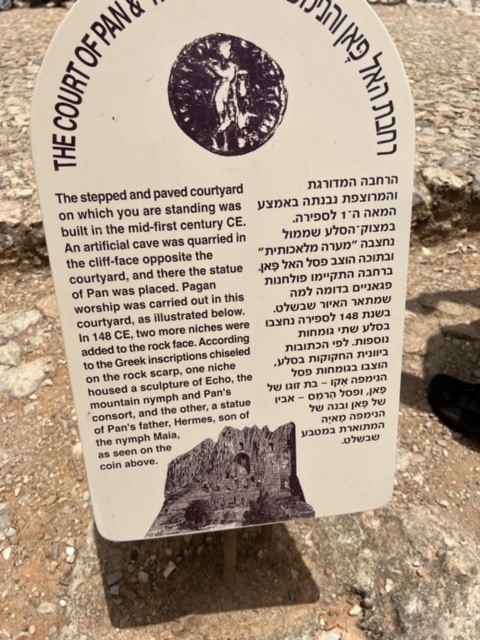 THE COURT OF PAN &
רחבת האל פָּאן והנימ
The stepped and paved courtyard
on which you are standing was
built in the mid-first century CE.
An artificial cave was quarried in
the cliff-face opposite the
courtyard, and there the statue
of Pan was placed. Pagan
worship was carried out in this
courtyard, as illustrated below.
In 148 CE, two more niches were
added to the rock face. According
to the Greek inscriptions chiseled
on the rock scarp, one niche
housed a sculpture of Echo, the
mountain nymph and Pan's
consort, and the other, a statue
of Pan's father, Hermes, son of
the nymph Maia,
as seen on the
coin above.
הרחבה המדורגת
והמרוצפת נבנתה באמצע
המאה ה־1 לספירה.
במצוק־הסלע שממול
נחצבה "מערה מלאכותית"
ובתוכה הוצב פסל האל פָּאן.
ברחבה התקיימו פולחנות
פגאניים בדומה למה
שמתאר האיור שבשלט.
בשנת 148 לספירה נחצבו
בסלע שתי גומחות
נוספות. לפי הכתובות
ביוונית החקוקות בסלע,
הוצבו בגומחות פסל
הנימפה אֶקוֹ – בת זוגו של
פָּאן, ופסל הֶרמֶס – אביו
של פָּאן ובנה של
הנימפה מַאיָה
המתוארת במטבע
שבשלט.